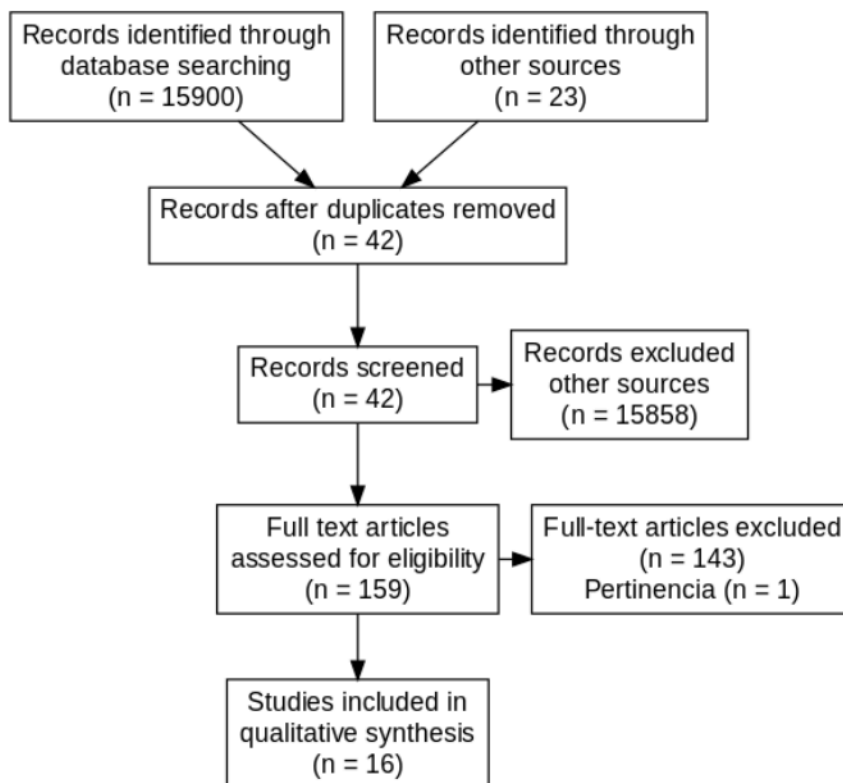 Records identified through
database searching
(n = 15900)
Records identified through
other sources
(n = 23)
Records after duplicates removed
(n = 42)
Records screened
(n = 42)
Records excluded
other sources
(n = 15858)
Full text articles
assessed for eligibility
(n = 159)
Full-text articles excluded
(n = 143)
Pertinencia (n = 1)
Studies included in
qualitative synthesis
(n = 16)